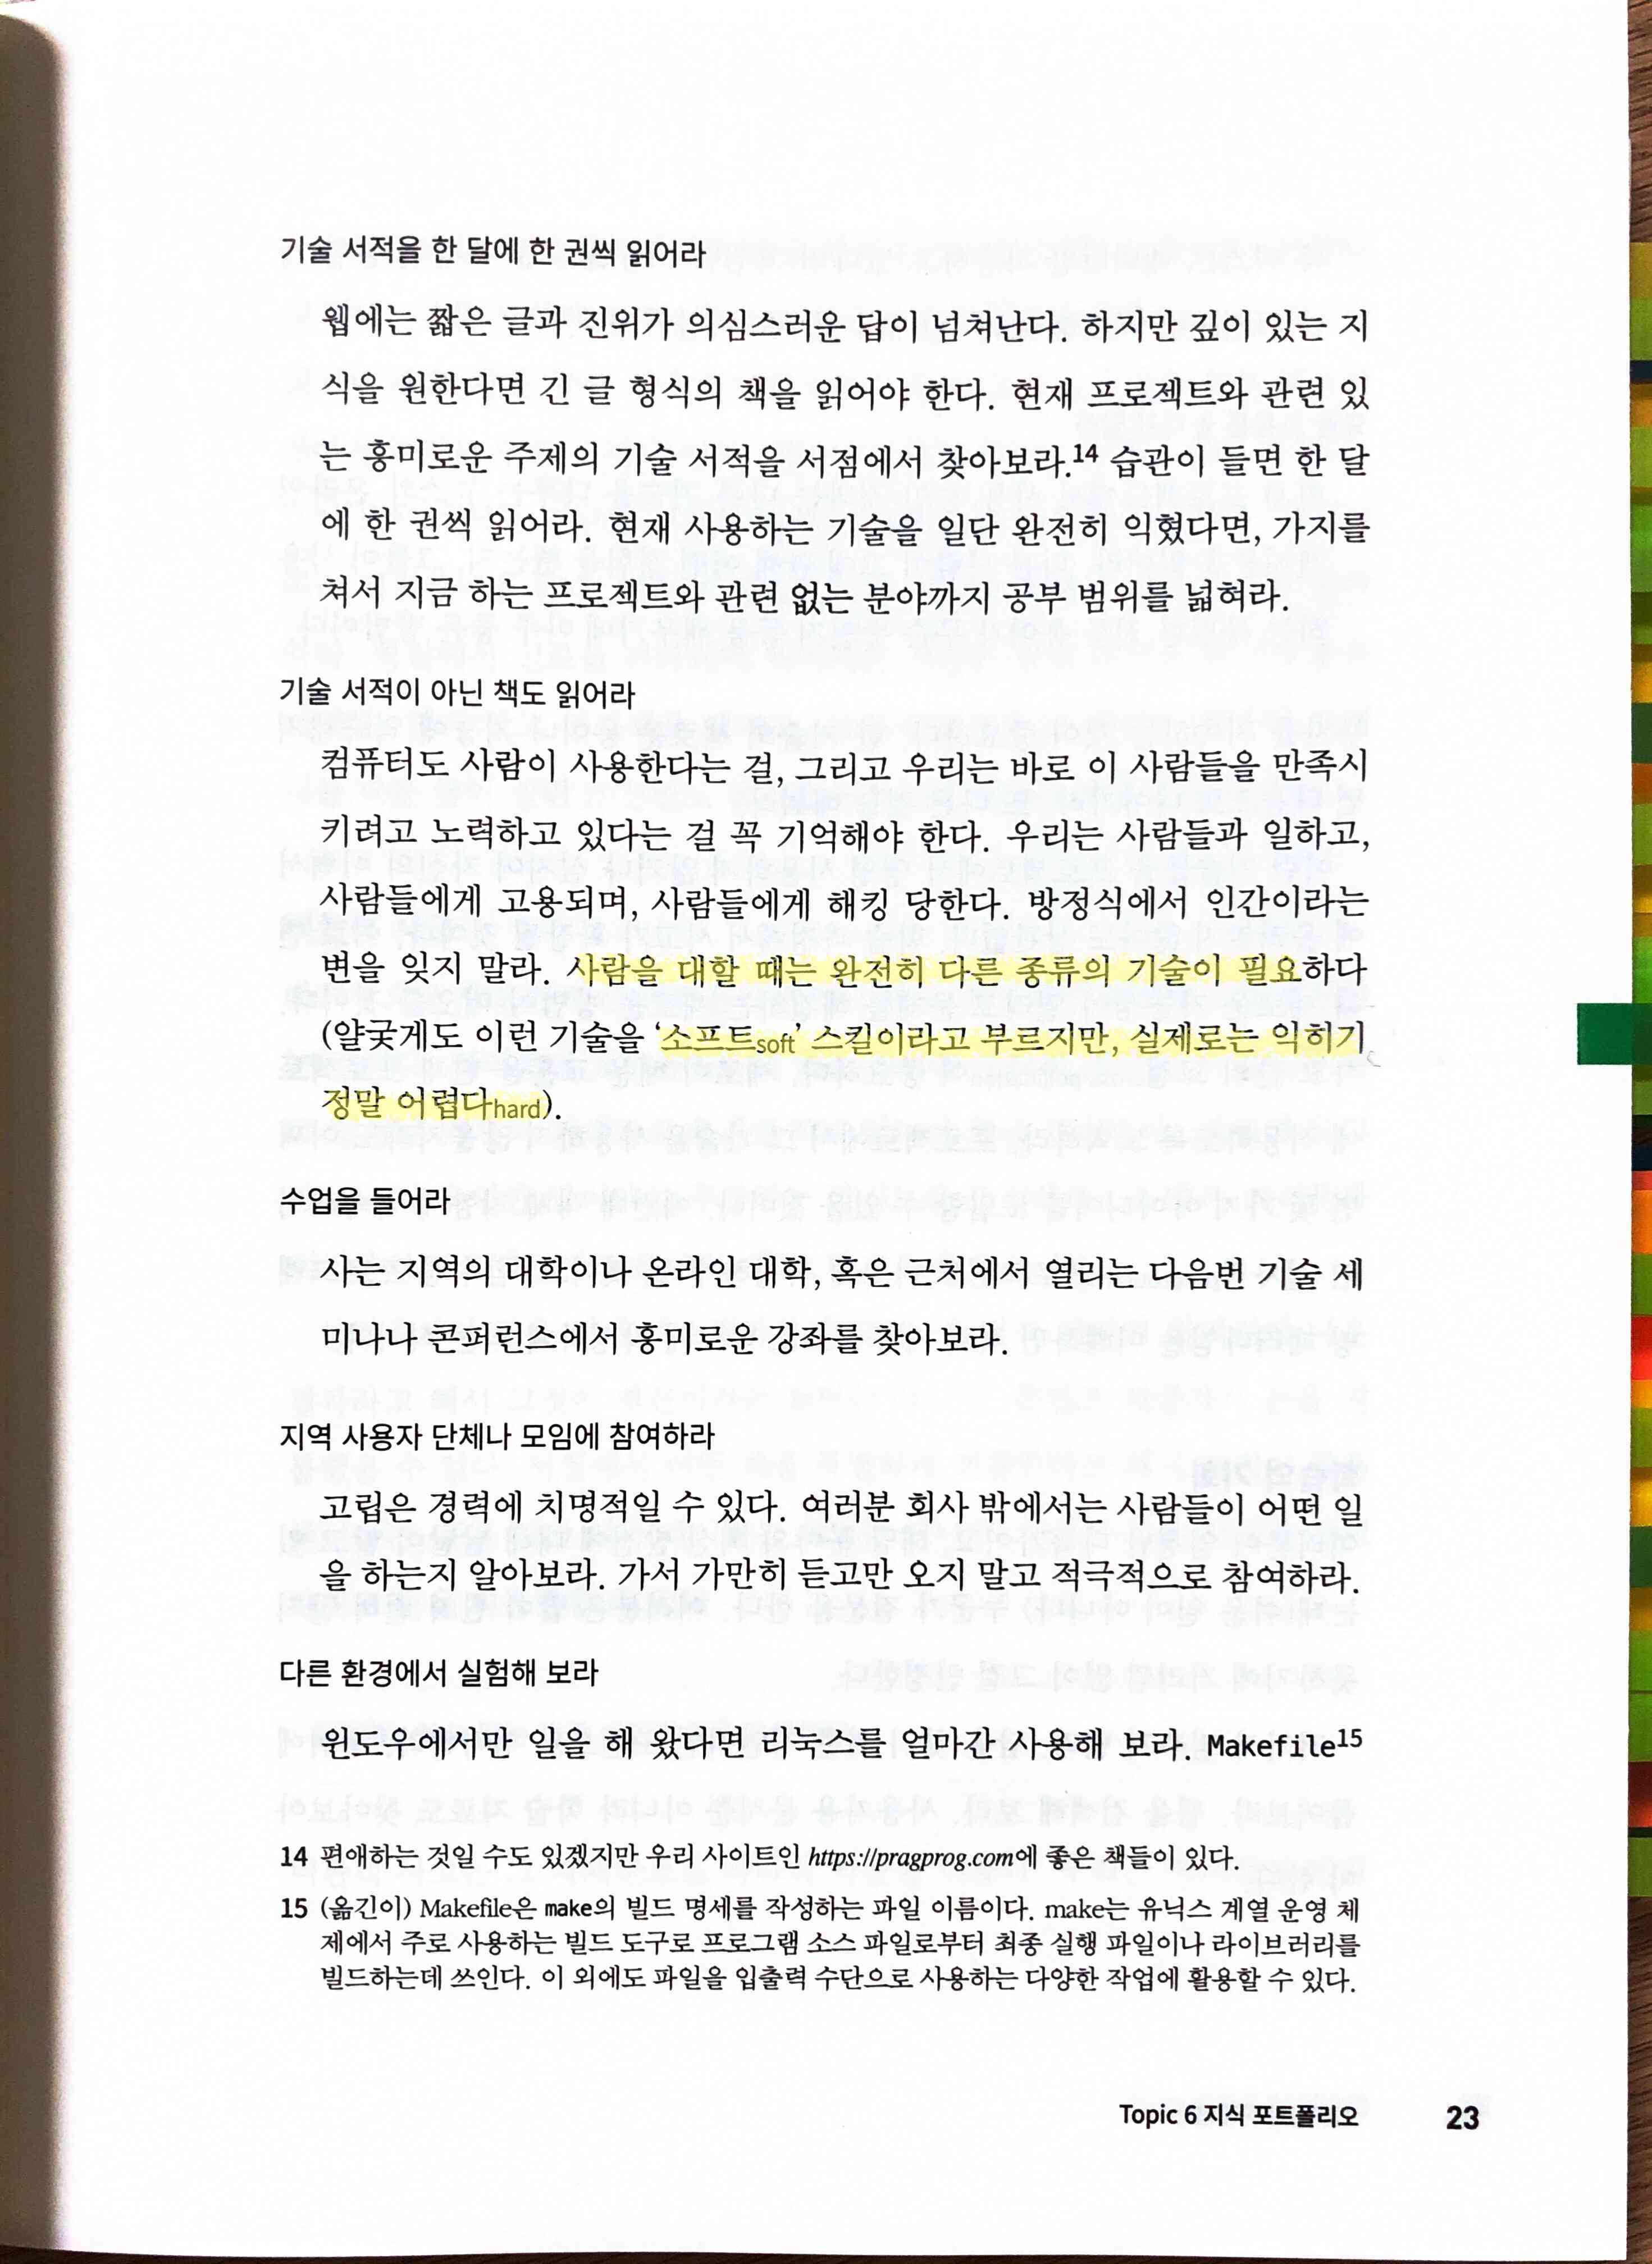 기술 서적을 한 달에 한 권씩 읽어라
웹에는 짧은 글과 진위가 의심스러운 답이 넘쳐난다. 하지만 깊이 있는 지
식을 원한다면 긴 글 형식의 책을 읽어야 한다. 현재 프로젝트와 관련 있
는 흥미로운 주제의 기술 서적을 서점에서 찾아보라.14 습관이 들면 한 달
에 한 권씩 읽어라. 현재 사용하는 기술을 일단 완전히 익혔다면, 가지를
쳐서 지금 하는 프로젝트와 관련 없는 분야까지 공부 범위를 넓혀라.
기술 서적이 아닌 책도 읽어라
컴퓨터도 사람이 사용한다는 걸, 그리고 우리는 바로 이 사람들을 만족시
키려고 노력하고 있다는 걸 꼭 기억해야 한다. 우리는 사람들과 일하고,
사람들에게 고용되며, 사람들에게 해킹 당한다. 방정식에서 인간이라는
변을 잊지 말라. 사람을 대할 때는 완전히 다른 종류의 기술이 필요하다
(얄궂게도 이런 기술을 ‘소프트soft’ 스킬이라고 부르지만, 실제로는 익히기
정말 어렵다hard).
수업을 들어라
사는 지역의 대학이나 온라인 대학, 혹은 근처에서 열리는 다음번 기술 세
미나나 콘퍼런스에서 흥미로운 강좌를 찾아보라.
지역 사용자 단체나 모임에 참여하라
고립은 경력에 치명적일 수 있다. 여러분 회사 밖에서는 사람들이 어떤 일
을 하는지 알아보라. 가서 가만히 듣고만 오지 말고 적극적으로 참여하라.
다른 환경에서 실험해 보라
윈도우에서만 일을 해 왔다면 리눅스를 얼마간 사용해 보라. Makefile15
14 편애하는 것일 수도 있겠지만 우리 사이트인 https://pragprog.com에 좋은 책들이 있다.
15 (옮긴이) Makefile은 make의 빌드 명세를 작성하는 파일 이름이다. make는 유닉스 계열 운영 체
제에서 주로 사용하는 빌드 도구로 프로그램 소스 파일로부터 최종 실행 파일이나 라이브러리를
빌드하는데 쓰인다. 이 외에도 파일을 입출력 수단으로 사용하는 다양한 작업에 활용할 수 있다.
Topic 6 지식 포트폴리오 23